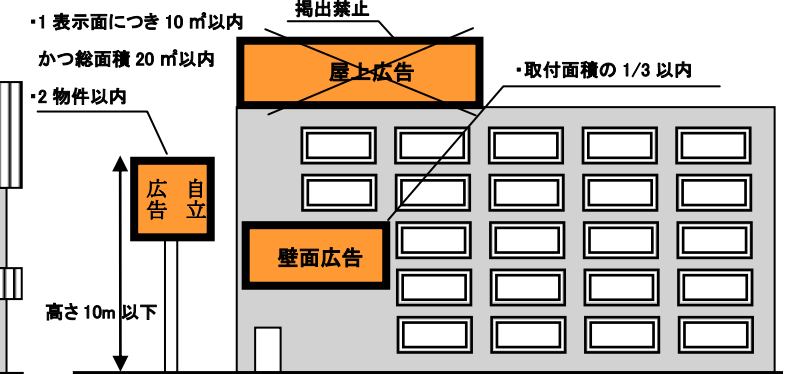 掲出禁止
・1 表示面につき 10 ㎡以内
かつ総面積 20 ㎡以内
・2 物件以内
屋上広告
・取付面積の 1/3 以内
自立
広告
壁面広告
高さ 10m 以下